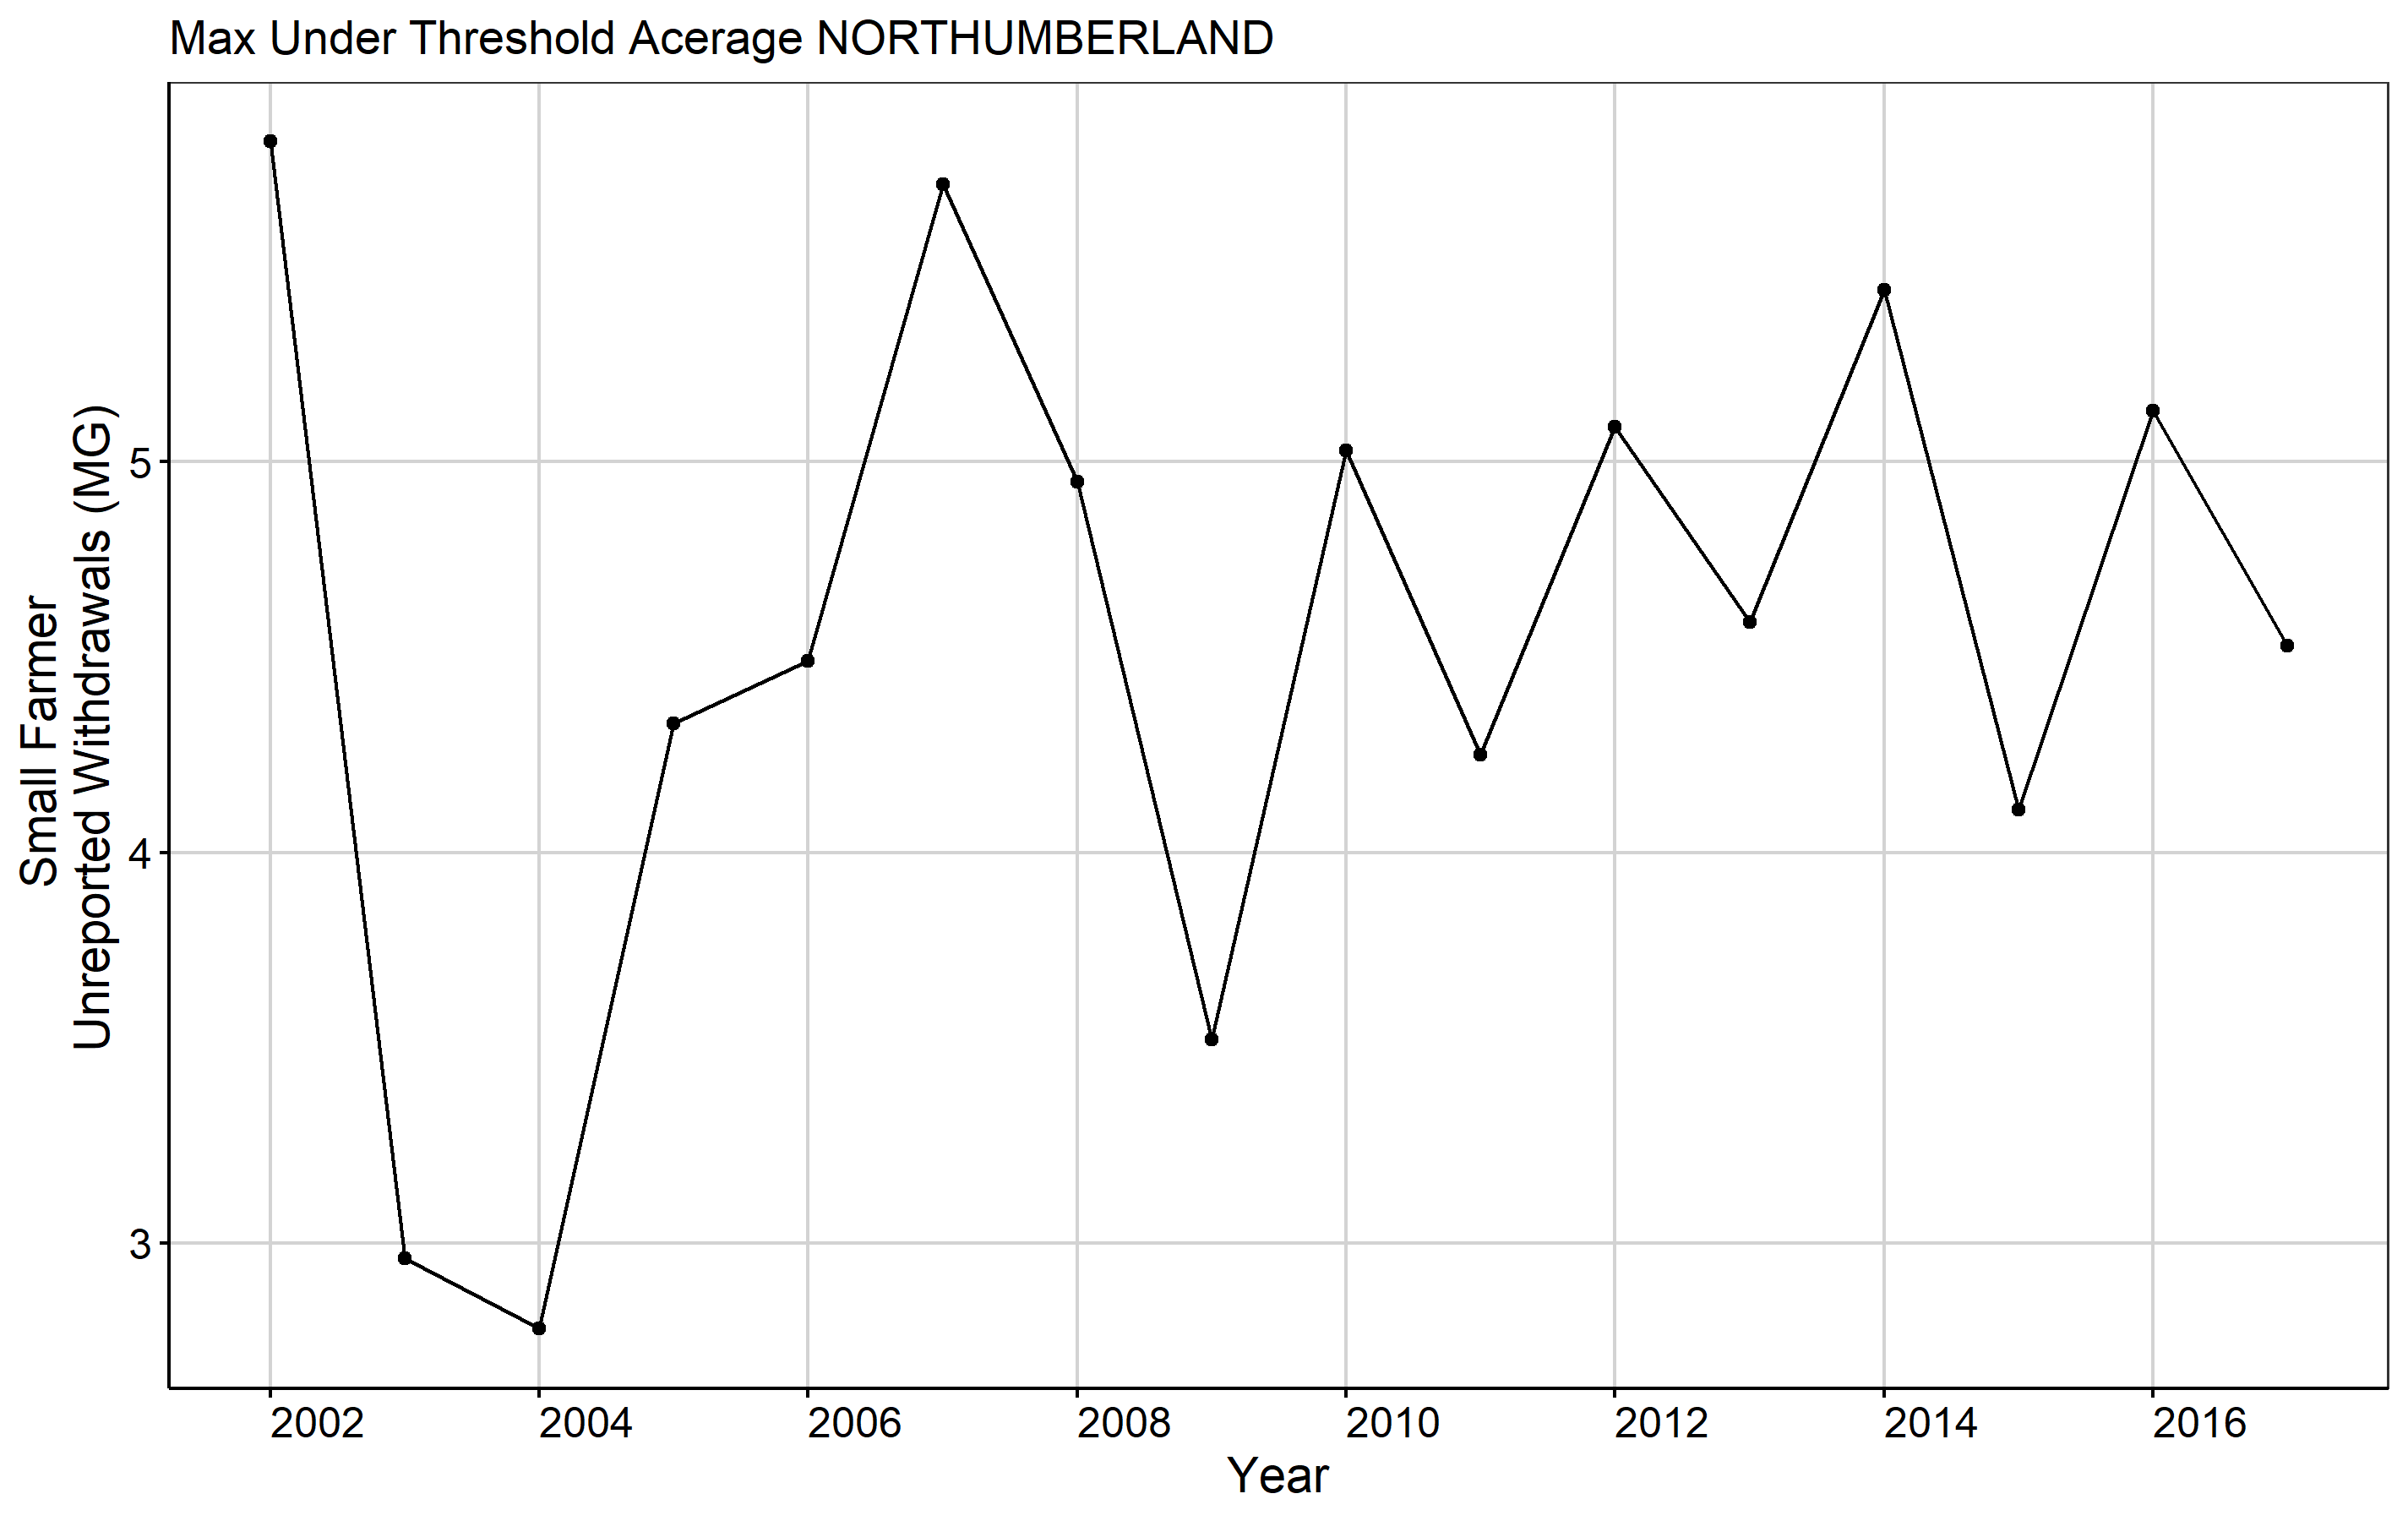 Max Under Threshold Acerage NORTHUMBERLAND
Small Farmer
Unreported Withdrawals (MG)
5
4
3
2002 2004 2006 2008 2010 2012 2014 2016
Year